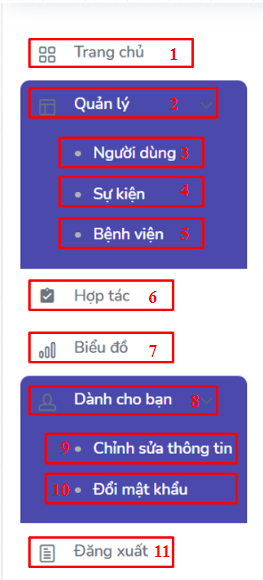 Trang chủ 1
Quản lý 2
Người dùng 3
Sự kiện 4
Bệnh viện 5
Hợp tác 6
Biểu đồ 7
Dành cho bạn 8
9 Chỉnh sửa thông tin
10 Đổi mật khẩu
Đăng xuất 11